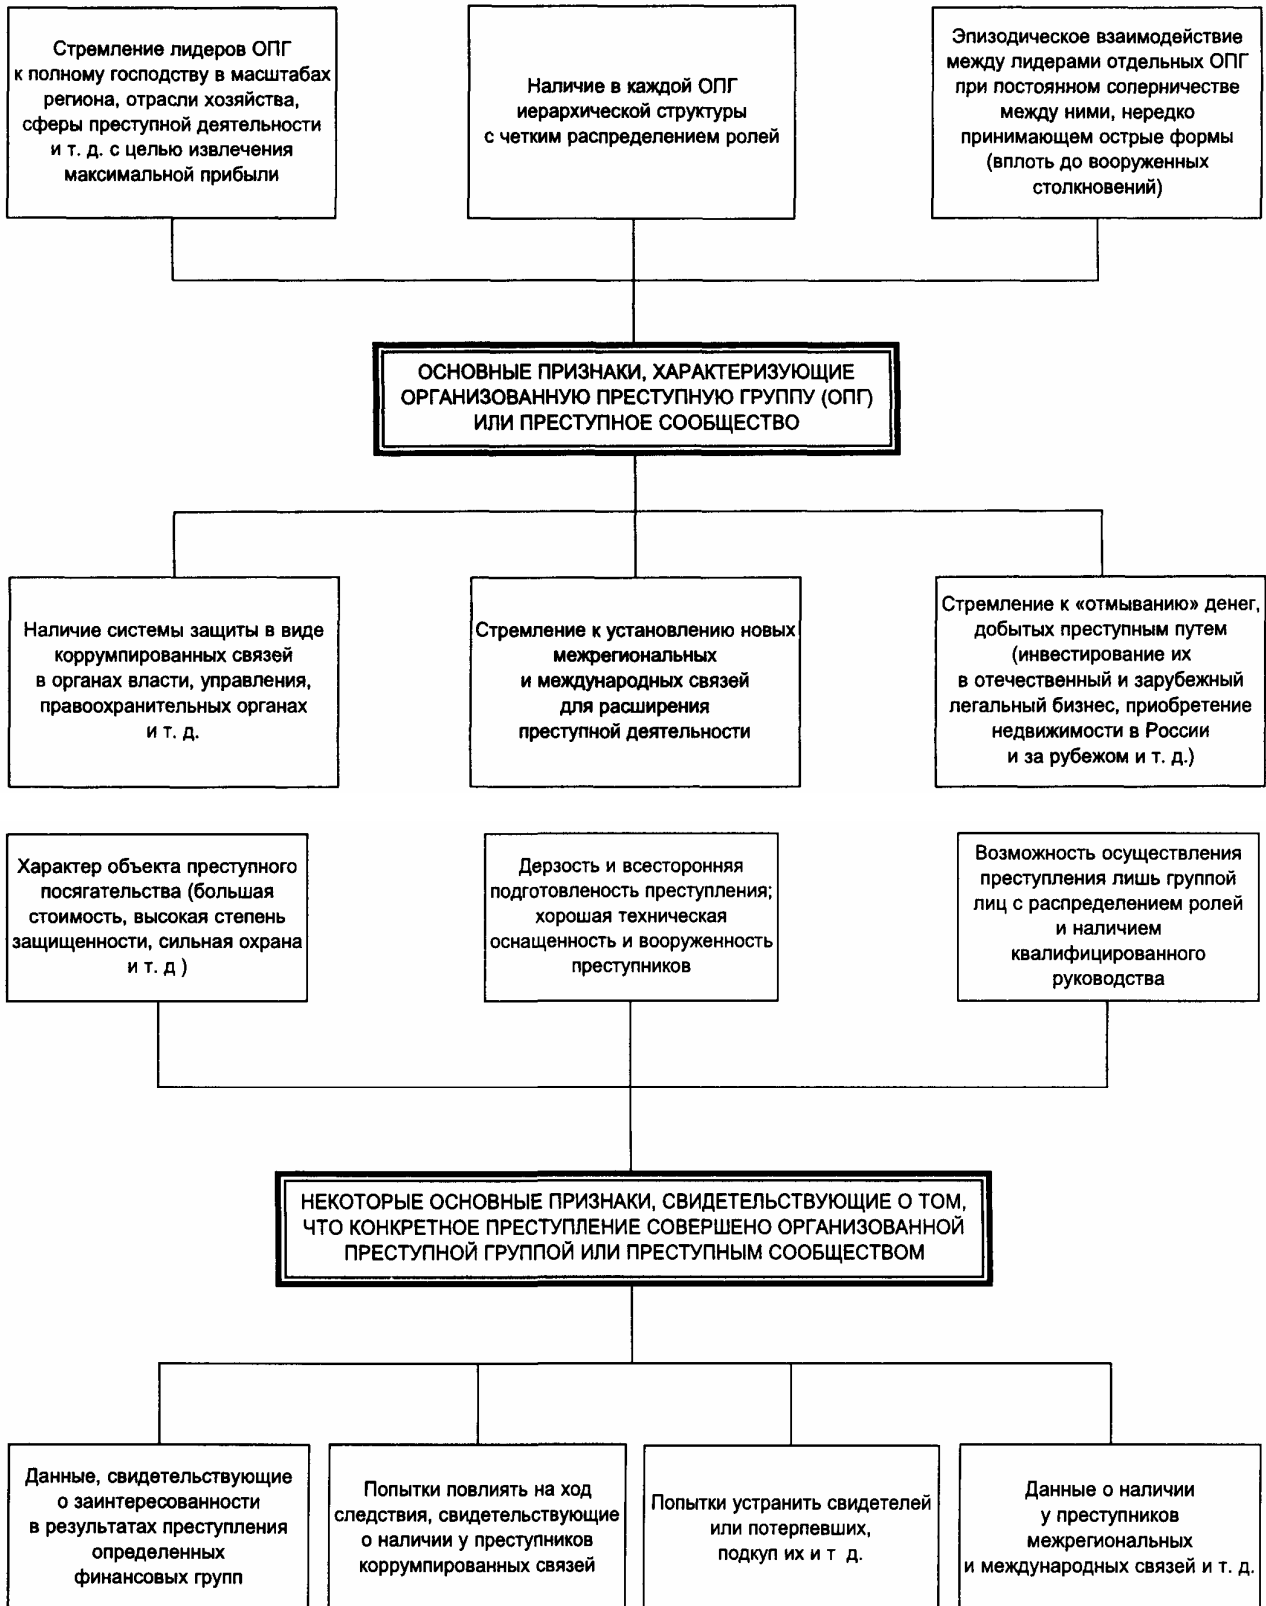 Стремление лидеров ОПГ
к полному господству в масштабах
региона, отрасли хозяйства,
сферы преступной деятельности
и т. д. с целью извлечения
максимальной прибыли
Наличие в каждой ОПГ
иерархической структуры
с четким распределением ролей
Эпизодическое взаимодействие
между лидерами отдельных ОПГ
при постоянном соперничестве
между ними, нередко
принимающем острые формы
(вплоть до вооруженных
столкновений)
ОСНОВНЫЕ ПРИЗНАКИ, ХАРАКТЕРИЗУЮЩИЕ
ОРГАНИЗОВАННУЮ ПРЕСТУПНУЮ ГРУППУ (ОПГ)
ИЛИ ПРЕСТУПНОЕ СООБЩЕСТВО
Наличие системы защиты в виде
коррумпированных связей
в органах власти, управления,
правоохранительных органах
и т. д.
Стремление к установлению новых
межрегиональных
и международных связей
для расширения
преступной деятельности
Стремление к «отмыванию» денег,
добытых преступным путем
(инвестирование их
в отечественный и зарубежный
легальный бизнес, приобретение
недвижимости в России
и за рубежом и т. д.)
Характер объекта преступного
посягательства (большая
стоимость, высокая степень
защищенности, сильная охрана
и т. д )
Дерзость и всесторонняя
подготовленость преступления;
хорошая техническая
оснащенность и вооруженность
преступников
Возможность осуществления
преступления лишь группой
лиц с распределением ролей
и наличием
квалифицированного
руководства
НЕКОТОРЫЕ ОСНОВНЫЕ ПРИЗНАКИ, СВИДЕТЕЛЬСТВУЮЩИЕ О ТОМ,
ЧТО КОНКРЕТНОЕ ПРЕСТУПЛЕНИЕ СОВЕРШЕНО ОРГАНИЗОВАННОЙ
ПРЕСТУПНОЙ ГРУППОЙ ИЛИ ПРЕСТУПНЫМ СООБЩЕСТВОМ
Данные, свидетельствующие
о заинтересованности
в результатах преступления
определенных
финансовых групп
Попытки повлиять на ход
следствия, свидетельствующие
о наличии у преступников
коррумпированных связей
Попытки устранить свидетелей
или потерпевших,
подкуп их и т д.
Данные о наличии
у преступников
межрегиональных
и международных связей и т. д.